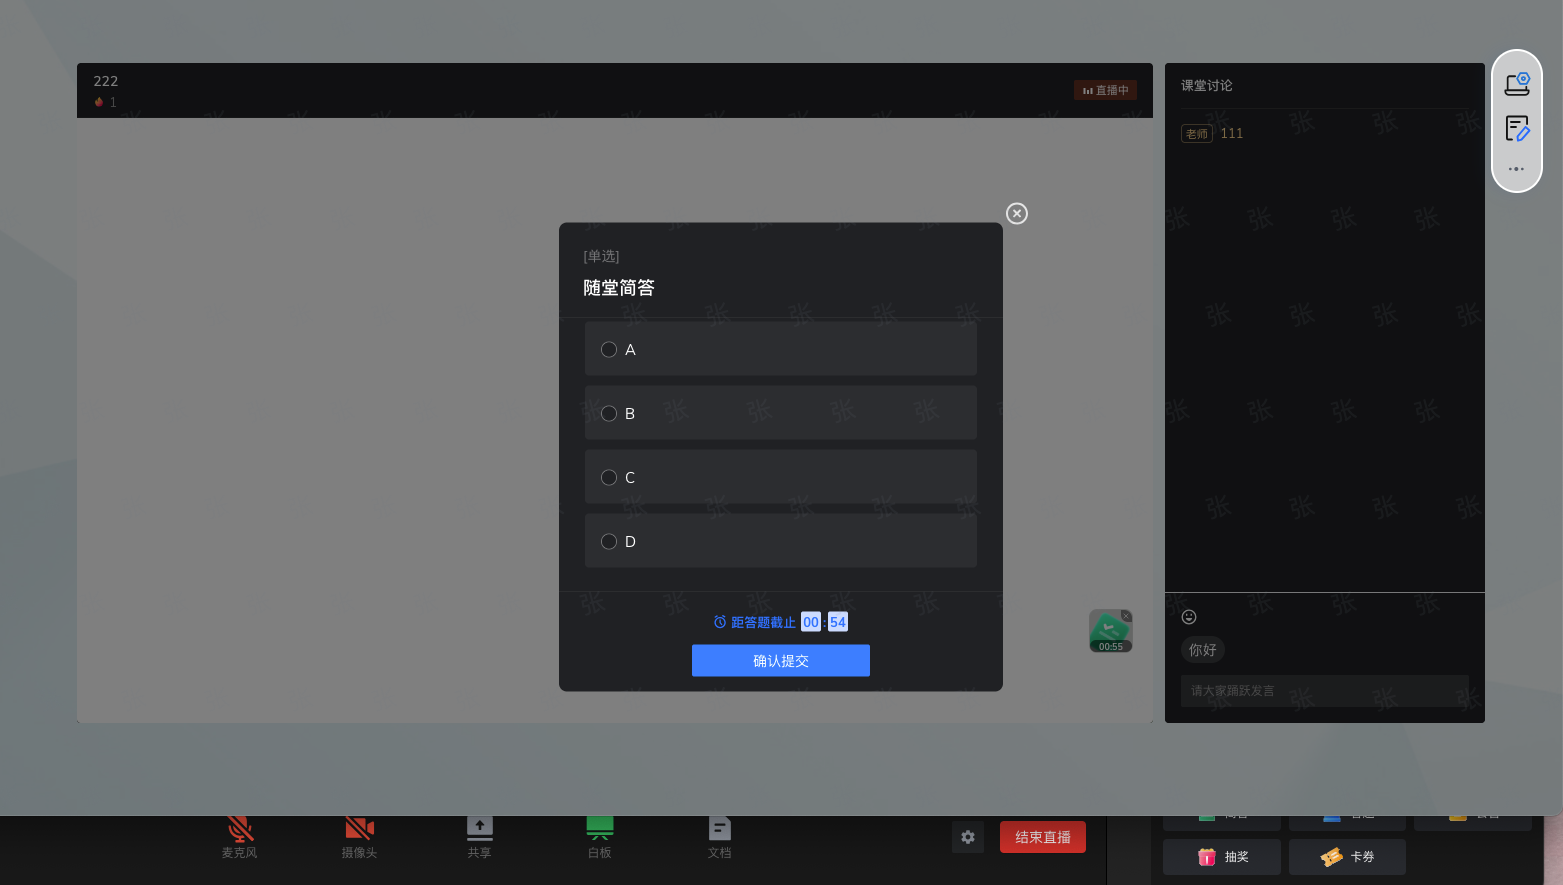 222
1
直播中
课堂讨论
老师 111
[单选]
随堂简答
A
B
C
D
距答题截止 00 : 54
确认提交
00:55
你好
请大家踊跃发言
麦克风
摄像头
共享
白板
文档
结束直播
抽奖
卡券
张